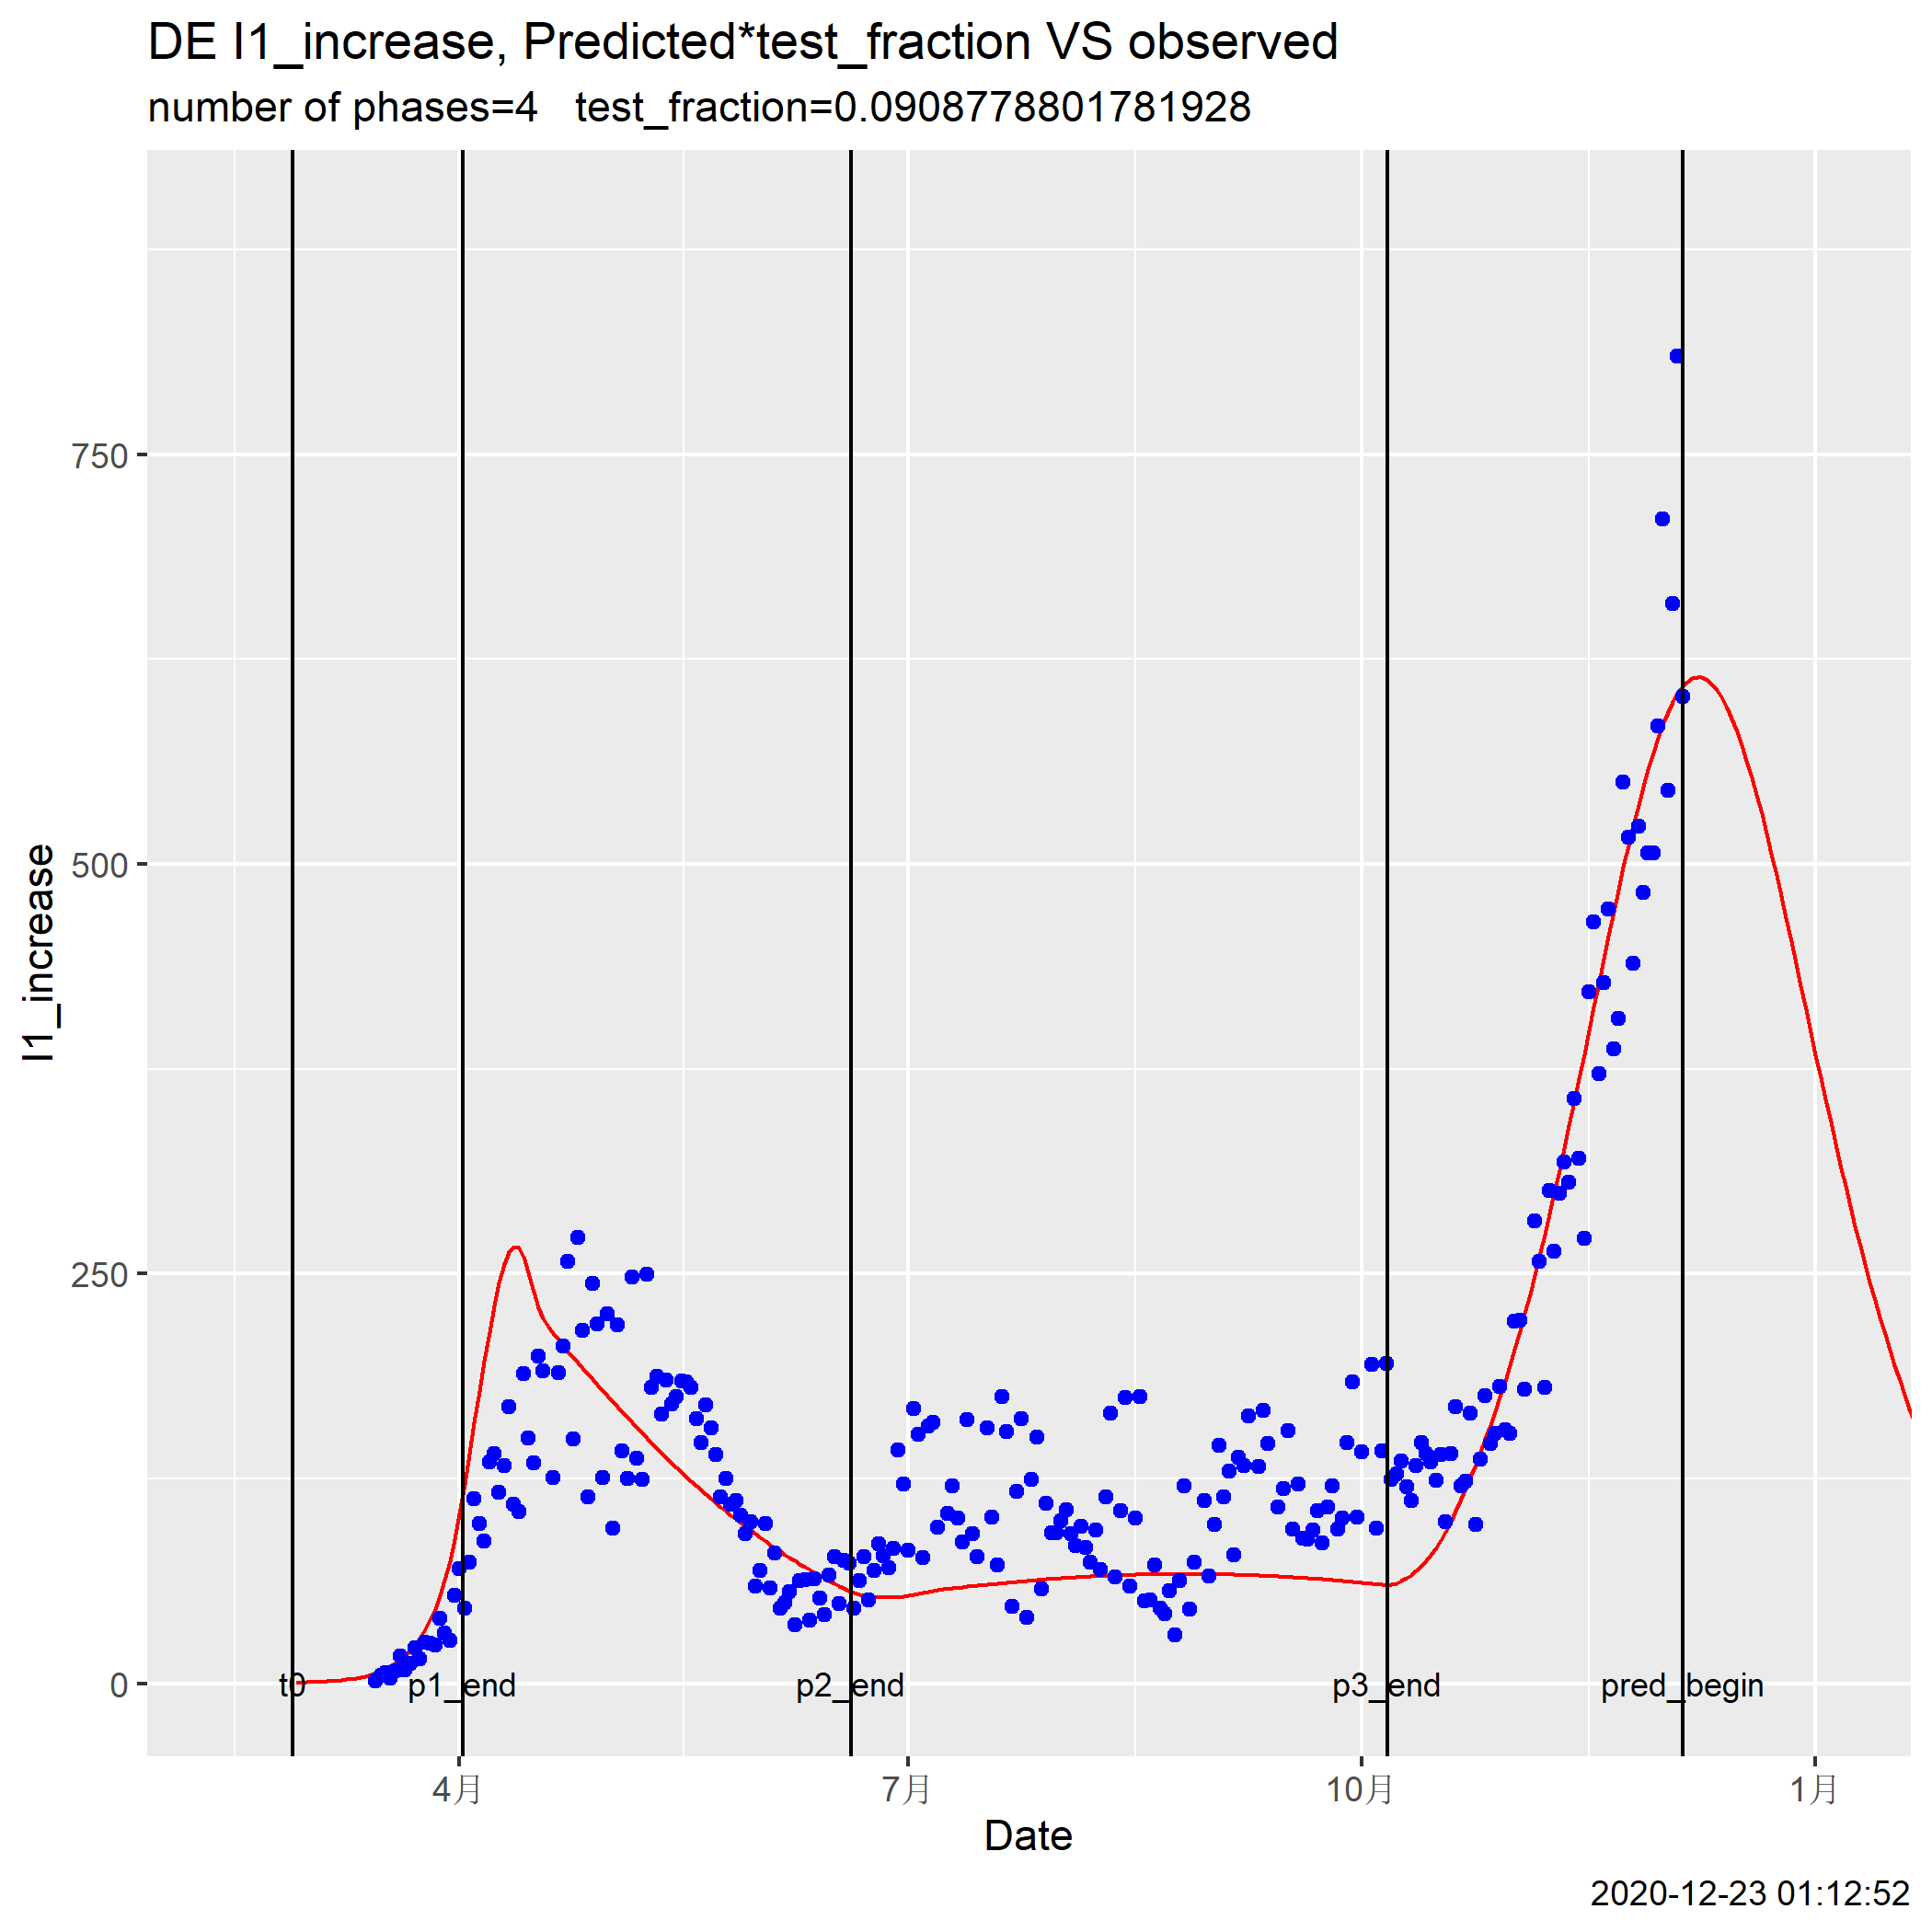 DE I1_increase, Predicted*test_fraction VS observed
number of phases=4   test_fraction=0.0908778801781928
I1_increase
750
500
250
0
t0
p1_end
p2_end
p3_end
pred_begin
4月
7月
10月
1月
Date
2020-12-23 01:12:52